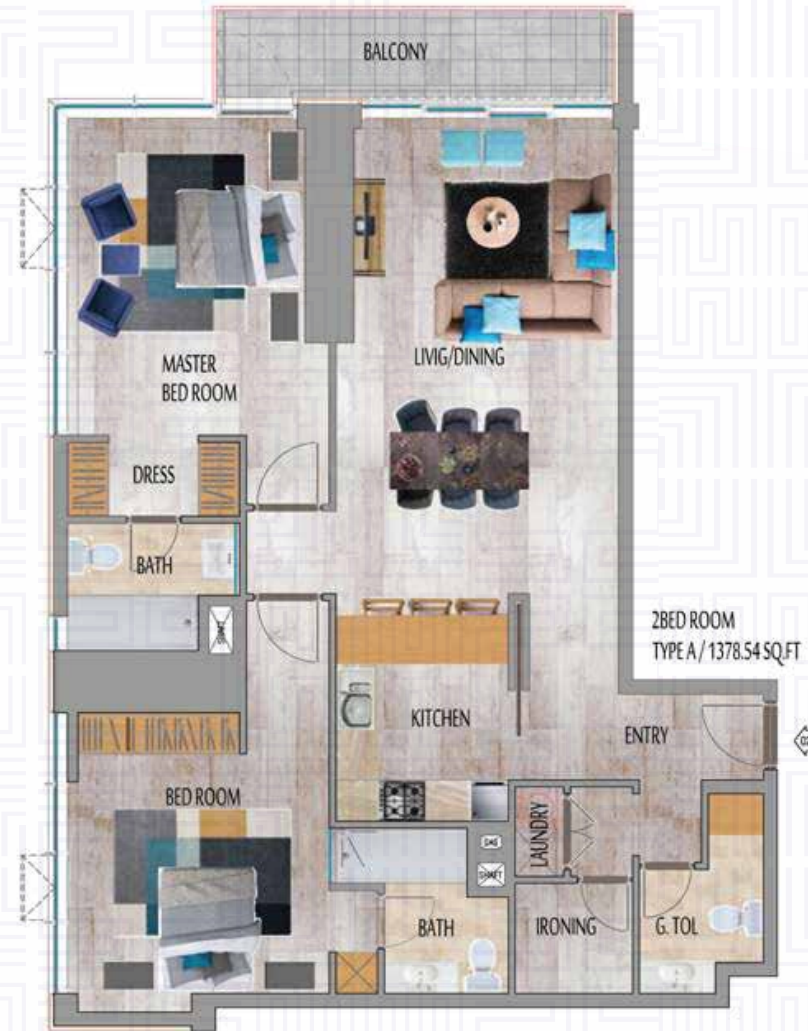 BALCONY
LIVIG/DINING
MASTER
BED ROOM
DRESS
BATH
2BED ROOM
TYPE A / 1378.54 SQ.FT
KITCHEN
ENTRY
BED ROOM
LAUNDRY
SHAFT
BATH
IRONING
G. TOL